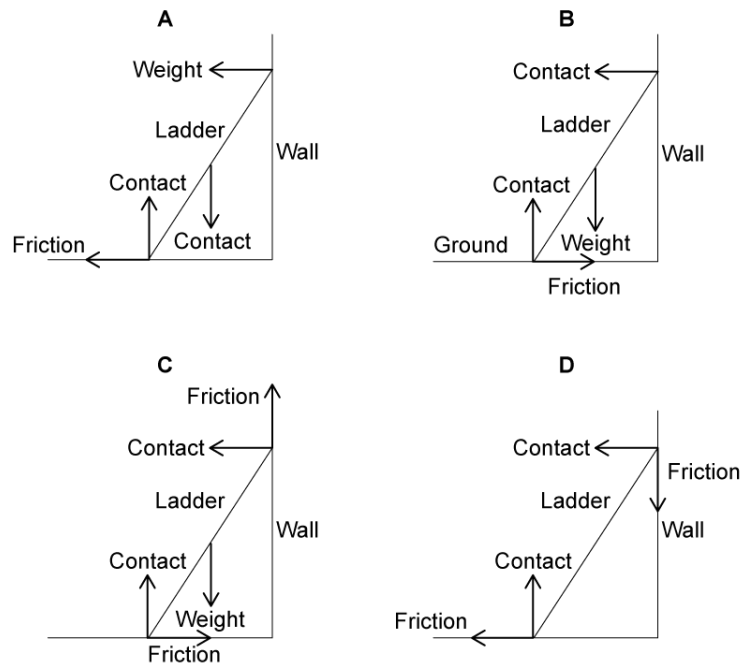 A
Weight
Ladder
Wall
Contact
Friction
Contact
B
Contact
Ladder
Wall
Contact
Ground
Weight
Friction
C
Friction
Contact
Ladder
Wall
Contact
Weight
Friction
D
Contact
Friction
Ladder
Wall
Contact
Friction